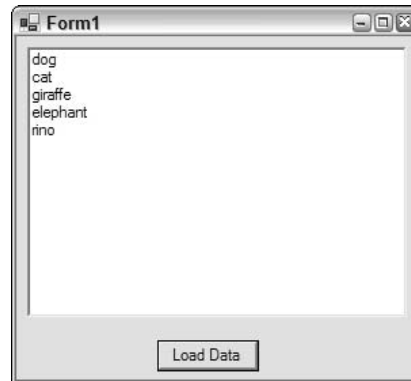 Form1
dog
cat
giraffe
elephant
rino
Load Data